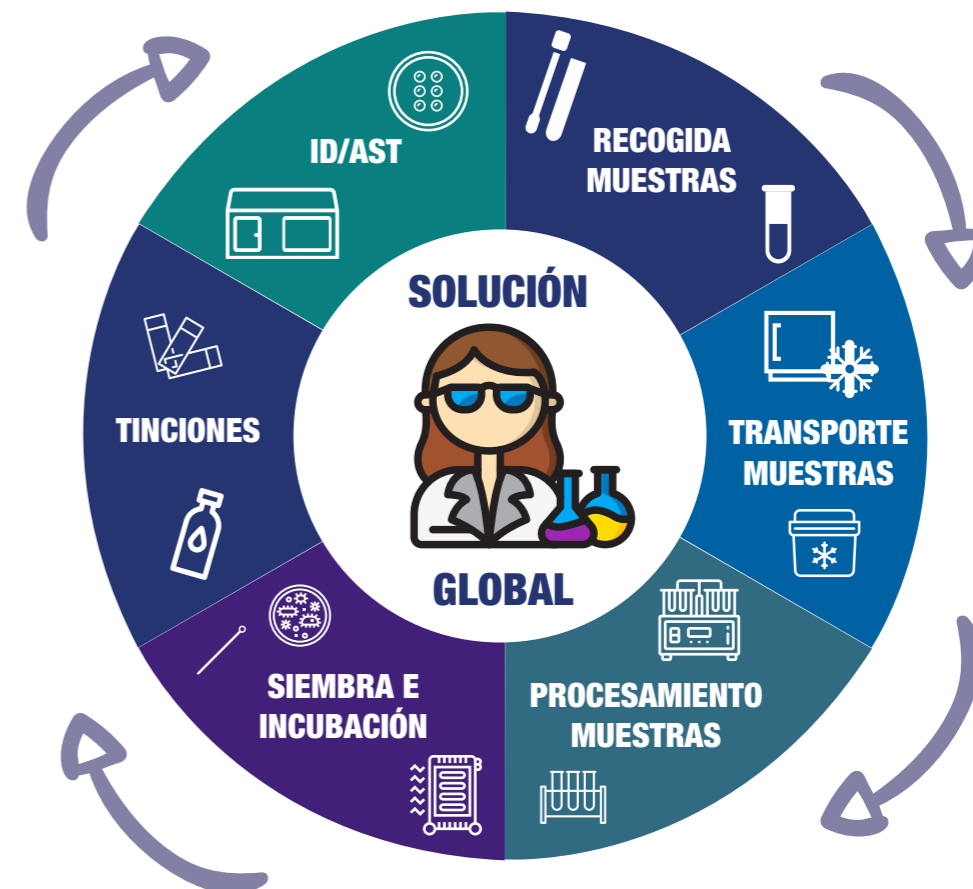 SOLUCIÓN
GLOBAL
RECOGIDA
MUESTRAS
TRANSPORTE
MUESTRAS
PROCESAMIENTO
MUESTRAS
SIEMBRA E
INCUBACIÓN
TINCIONES
ID/AST